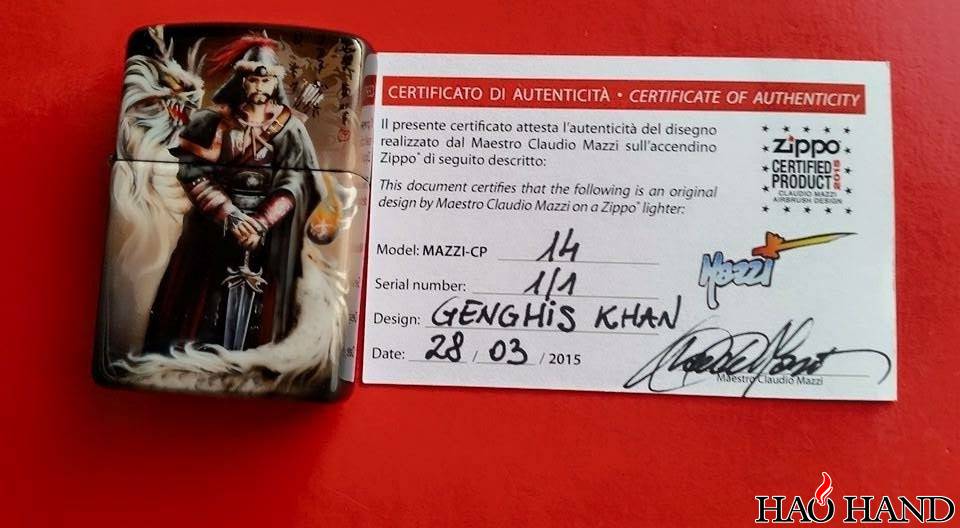 CERTIFICATO DI AUTENTICITÀ • CERTIFICATE OF AUTHENTICITY
Il presente certificato attesta l'autenticità del disegno
realizzato dal Maestro Claudio Mazzi sull'accendino
Zippo® di seguito descritto:
This document certifies that the following is an original
design by Maestro Claudio Mazzi on a Zippo® lighter:
Zippo
CERTIFIED
PRODUCT 2015
CLAUDIO MAZZI
AIRBRUSH DESIGN
Mazzi
Model: MAZZI-CP 14
Serial number: 1/1
Design: GENGHIS KHAN
Date: 28 / 03 / 2015
Maestro Claudio Mazzi
HAO HAND